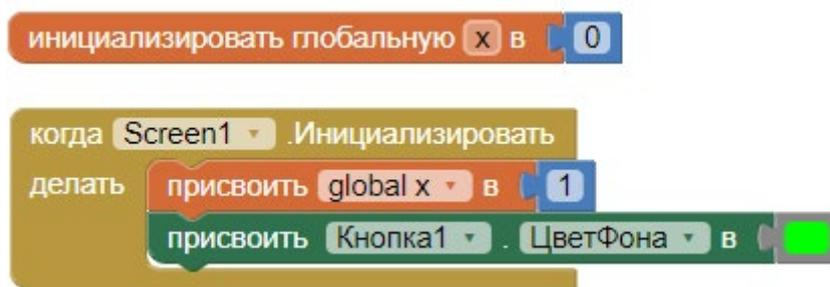 инициализировать глобальную x в 0
когда Screen1 .Инициализировать
делать присвоить global x в 1
присвоить Кнопка1 . ЦветФона в